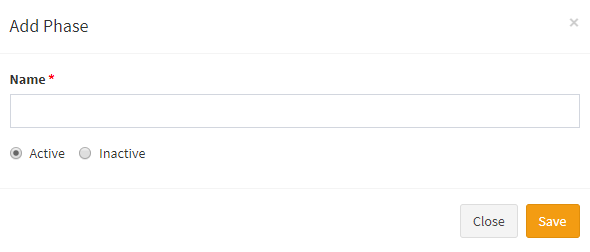 Add Phase ×
Name *
Active Inactive
Close Save